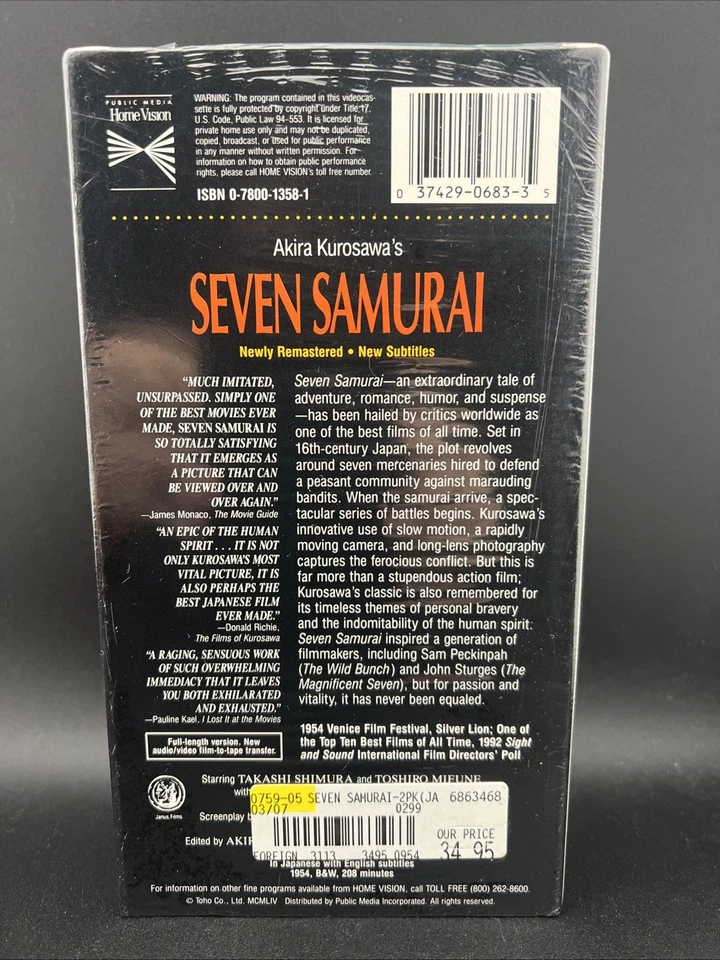 PUBLIC MEDIA
Home Vision
WARNING: The program contained in this videocas-
sette is fully protected by copyright under Title 17,
U.S. Code, Public Law 94-553. It is licensed for
private home use only and may not be duplicated,
copied, broadcast, or used for public performance
in any manner without written permission. For
information on how to obtain public performance
rights, please call HOME VISION's toll free number.
ISBN 0-7800-1358-1
0 37429-0683-3 5
Akira Kurosawa's
SEVEN SAMURAI
Newly Remastered • New Subtitles
"MUCH IMITATED,
UNSURPASSED. SIMPLY ONE
OF THE BEST MOVIES EVER
MADE, SEVEN SAMURAI IS
SO TOTALLY SATISFYING
THAT IT EMERGES AS
A PICTURE THAT CAN
BE VIEWED OVER AND
OVER AGAIN."
—James Monaco, The Movie Guide
"AN EPIC OF THE HUMAN
SPIRIT . . . IT IS NOT
ONLY KUROSAWA'S MOST
VITAL PICTURE, IT IS
ALSO PERHAPS THE
BEST JAPANESE FILM
EVER MADE."
—Donald Richie,
The Films of Kurosawa
"A RAGING, SENSUOUS WORK
OF SUCH OVERWHELMING
IMMEDIACY THAT IT LEAVES
YOU BOTH EXHILARATED
AND EXHAUSTED."
—Pauline Kael, I Lost It at the Movies
Full-length version. New
audio/video film-to-tape transfer.
Seven Samurai—an extraordinary tale of
adventure, romance, humor, and suspense
—has been hailed by critics worldwide as
one of the best films of all time. Set in
16th-century Japan, the plot revolves
around seven mercenaries hired to defend
a peasant community against marauding
bandits. When the samurai arrive, a spec-
tacular series of battles begins. Kurosawa's
innovative use of slow motion, a rapidly
moving camera, and long-lens photography
captures the ferocious conflict. But this is
far more than a stupendous action film;
Kurosawa's classic is also remembered for
its timeless themes of personal bravery
and the indomitability of the human spirit.
Seven Samurai inspired a generation of
filmmakers, including Sam Peckinpah
(The Wild Bunch) and John Sturges (The
Magnificent Seven), but for passion and
vitality, it has never been equaled.
1954 Venice Film Festival, Silver Lion; One of
the Top Ten Best Films of All Time, 1992 Sight
and Sound International Film Directors' Poll
Janus Films
Starring TAKASHI SHIMURA and TOSHIRO MIFUNE
with
Screenplay
Edited by
0759-05 SEVEN SAMURAI-2PK(JA 6863468
03/07 0299
OUR PRICE
FOREIGN 3113 3495 0954 34 95
In Japanese with English subtitles
1954, B&W, 208 minutes
For information on other fine programs available from HOME VISION, call TOLL FREE (800) 262-8600.
© Toho Co., Ltd. MCMLIV Distributed by Public Media Incorporated. All rights reserved.